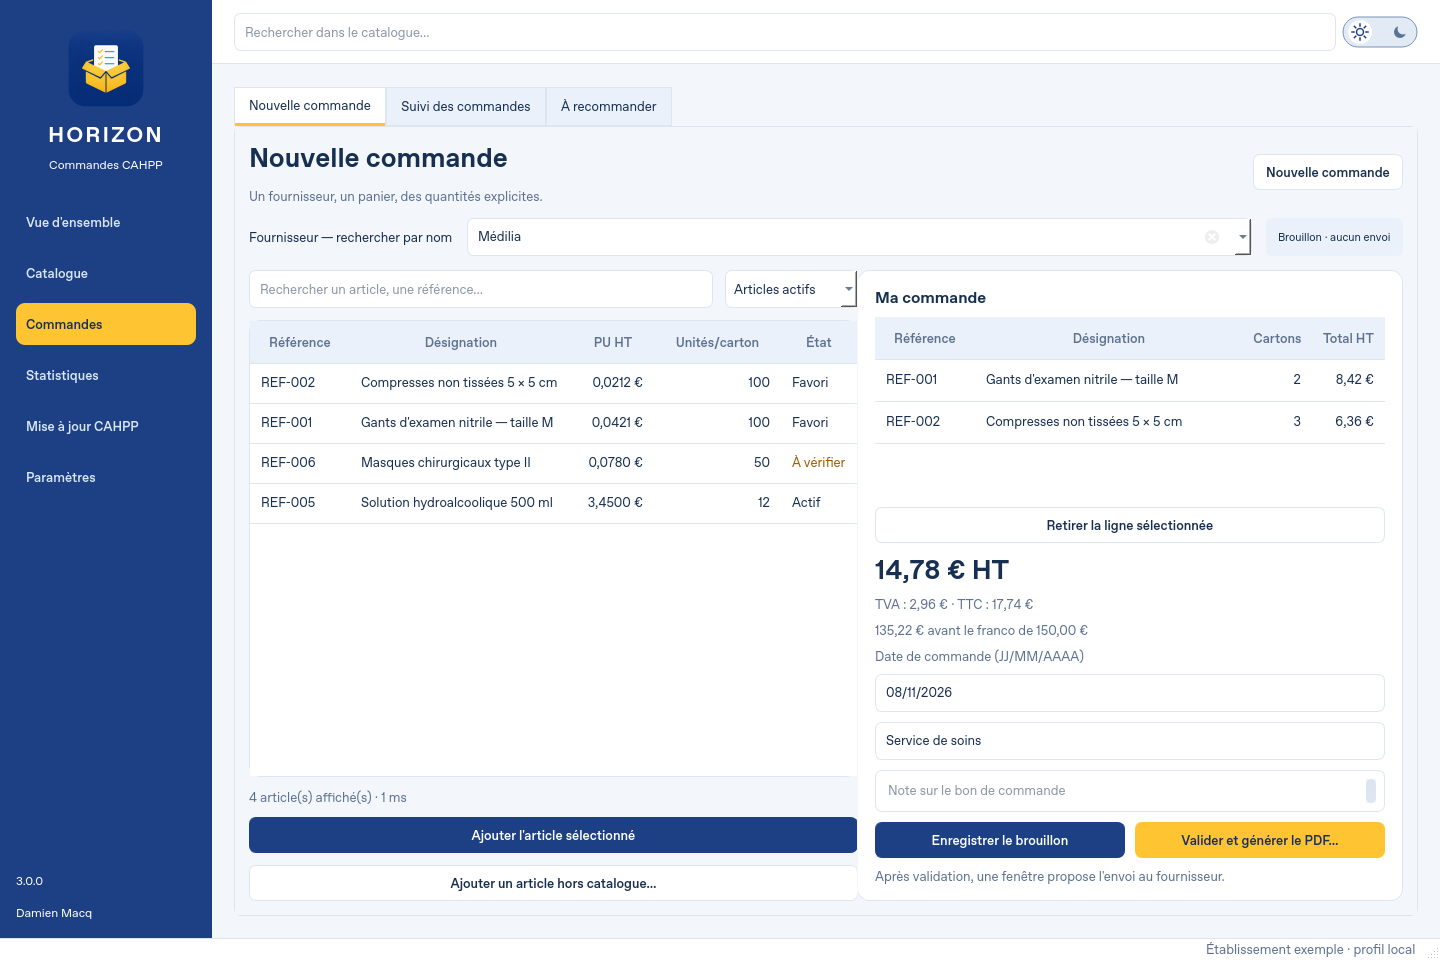 HORIZON
Commandes CAHPP
Vue d'ensemble
Catalogue
Commandes
Statistiques
Mise à jour CAHPP
Paramètres
3.0.0
Damien Macq
Rechercher dans le catalogue...
Nouvelle commande
Suivi des commandes
À recommander
Nouvelle commande
Un fournisseur, un panier, des quantités explicites.
Nouvelle commande
Fournisseur — rechercher par nom
Médilia
Brouillon · aucun envoi
Rechercher un article, une référence...
Articles actifs
Référence Désignation PU HT Unités/carton État
REF-002 Compresses non tissées 5 × 5 cm 0,0212 € 100 Favori
REF-001 Gants d'examen nitrile — taille M 0,0421 € 100 Favori
REF-006 Masques chirurgicaux type II 0,0780 € 50 À vérifier
REF-005 Solution hydroalcoolique 500 ml 3,4500 € 12 Actif
4 article(s) affiché(s) · 1 ms
Ajouter l'article sélectionné
Ajouter un article hors catalogue...
Ma commande
Référence Désignation Cartons Total HT
REF-001 Gants d'examen nitrile — taille M 2 8,42 €
REF-002 Compresses non tissées 5 × 5 cm 3 6,36 €
Retirer la ligne sélectionnée
14,78 € HT
TVA : 2,96 € · TTC : 17,74 €
135,22 € avant le franco de 150,00 €
Date de commande (JJ/MM/AAAA)
08/11/2026
Service de soins
Note sur le bon de commande
Enregistrer le brouillon
Valider et générer le PDF...
Après validation, une fenêtre propose l'envoi au fournisseur.
Établissement exemple · profil local